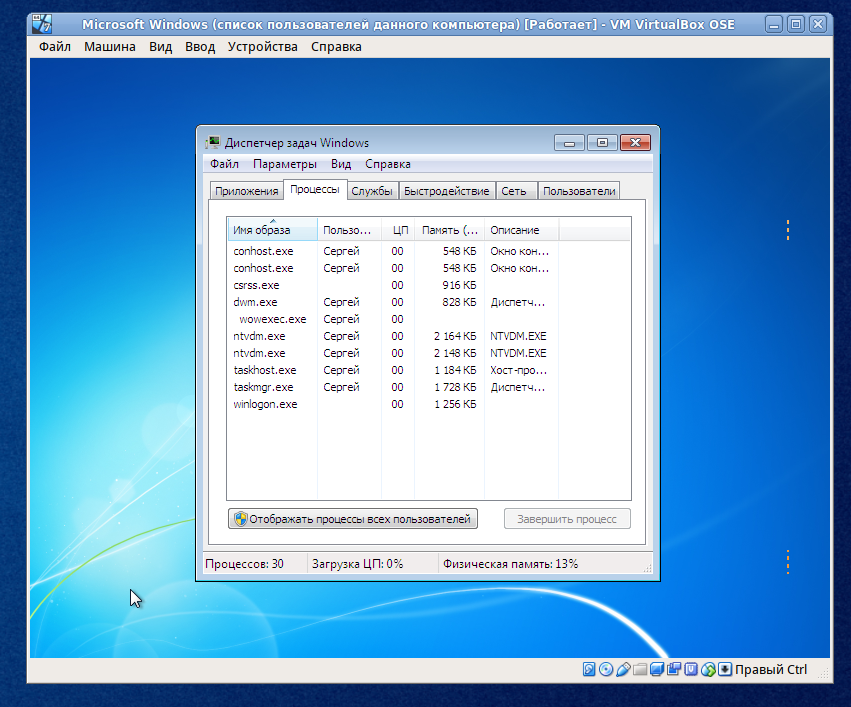 Microsoft Windows (список пользователей данного компьютера) [Работает] - VM VirtualBox OSE
Файл Машина Вид Ввод Устройства Справка
Диспетчер задач Windows
Файл Параметры Вид Справка
Приложения Процессы Службы Быстродействие Сеть Пользователи
Имя образа Пользо... ЦП Память (... Описание
conhost.exe Сергей 00 548 КБ Окно кон...
conhost.exe Сергей 00 548 КБ Окно кон...
csrss.exe 00 916 КБ
dwm.exe Сергей 00 828 КБ Диспетч...
wowexec.exe Сергей 00
ntvdm.exe Сергей 00 2 164 КБ NTVDM.EXE
ntvdm.exe Сергей 00 2 148 КБ NTVDM.EXE
taskhost.exe Сергей 00 1 184 КБ Хост-про...
taskmgr.exe Сергей 00 1 728 КБ Диспетч...
winlogon.exe 00 1 256 КБ
Отображать процессы всех пользователей Завершить процесс
Процессов: 30 Загрузка ЦП: 0% Физическая память: 13%
Правый Ctrl